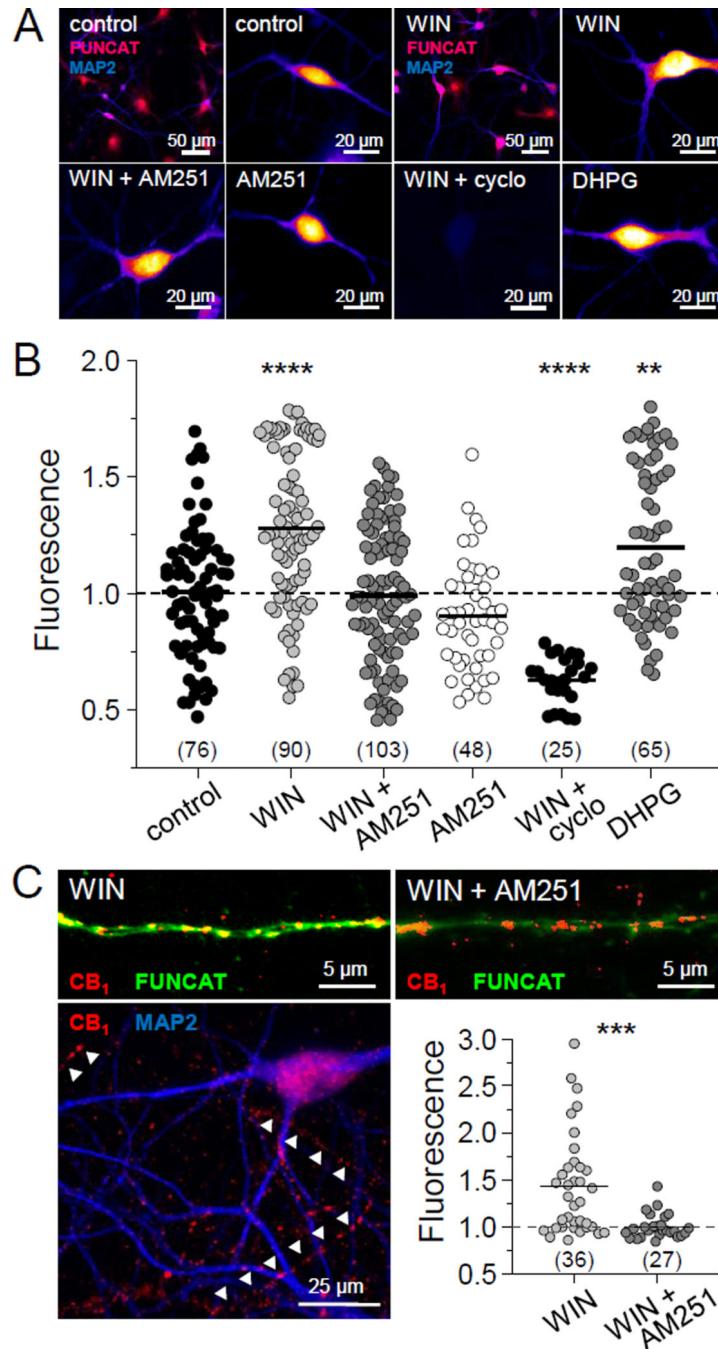 A
control
PUNCAT
MAP2
50 µm
control
20 µm
WIN
FUNCAT
MAP2
50 µm
WIN
20 µm
WIN + AM251
20 µm
AM251
20 µm
WIN + cyclo
20 µm
DHPG
20 µm
B
Fluorescence
2.0
1.5
1.0
0.5
**** **** **
(76) (90) (103) (48) (25) (65)
control
WIN
WIN +
AM251
AM251
WIN +
cyclo
DHPG
C
WIN
CB1 FUNCAT
5 µm
WIN + AM251
CB1 FUNCAT
5 µm
CB1 MAP2
25 µm
***
Fluorescence
3.0
2.5
2.0
1.5
1.0
0.5
(36) (27)
WIN
WIN +
AM251